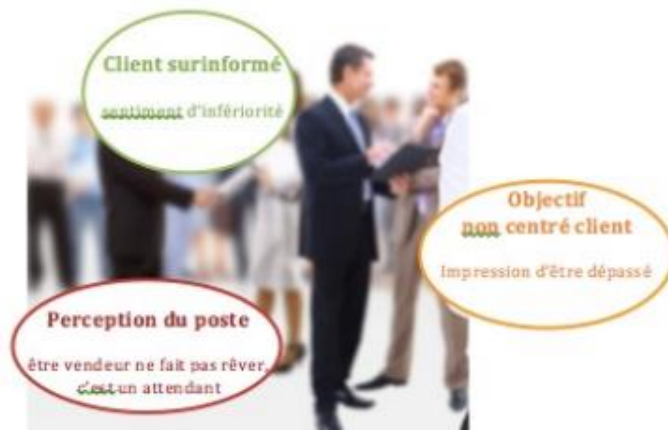 Client surinformé
sentiment d'infériorité
Objectif
non centré client
Impression d'être dépassé
Perception du poste
être vendeur ne fait pas rêver,
c'est un attendant